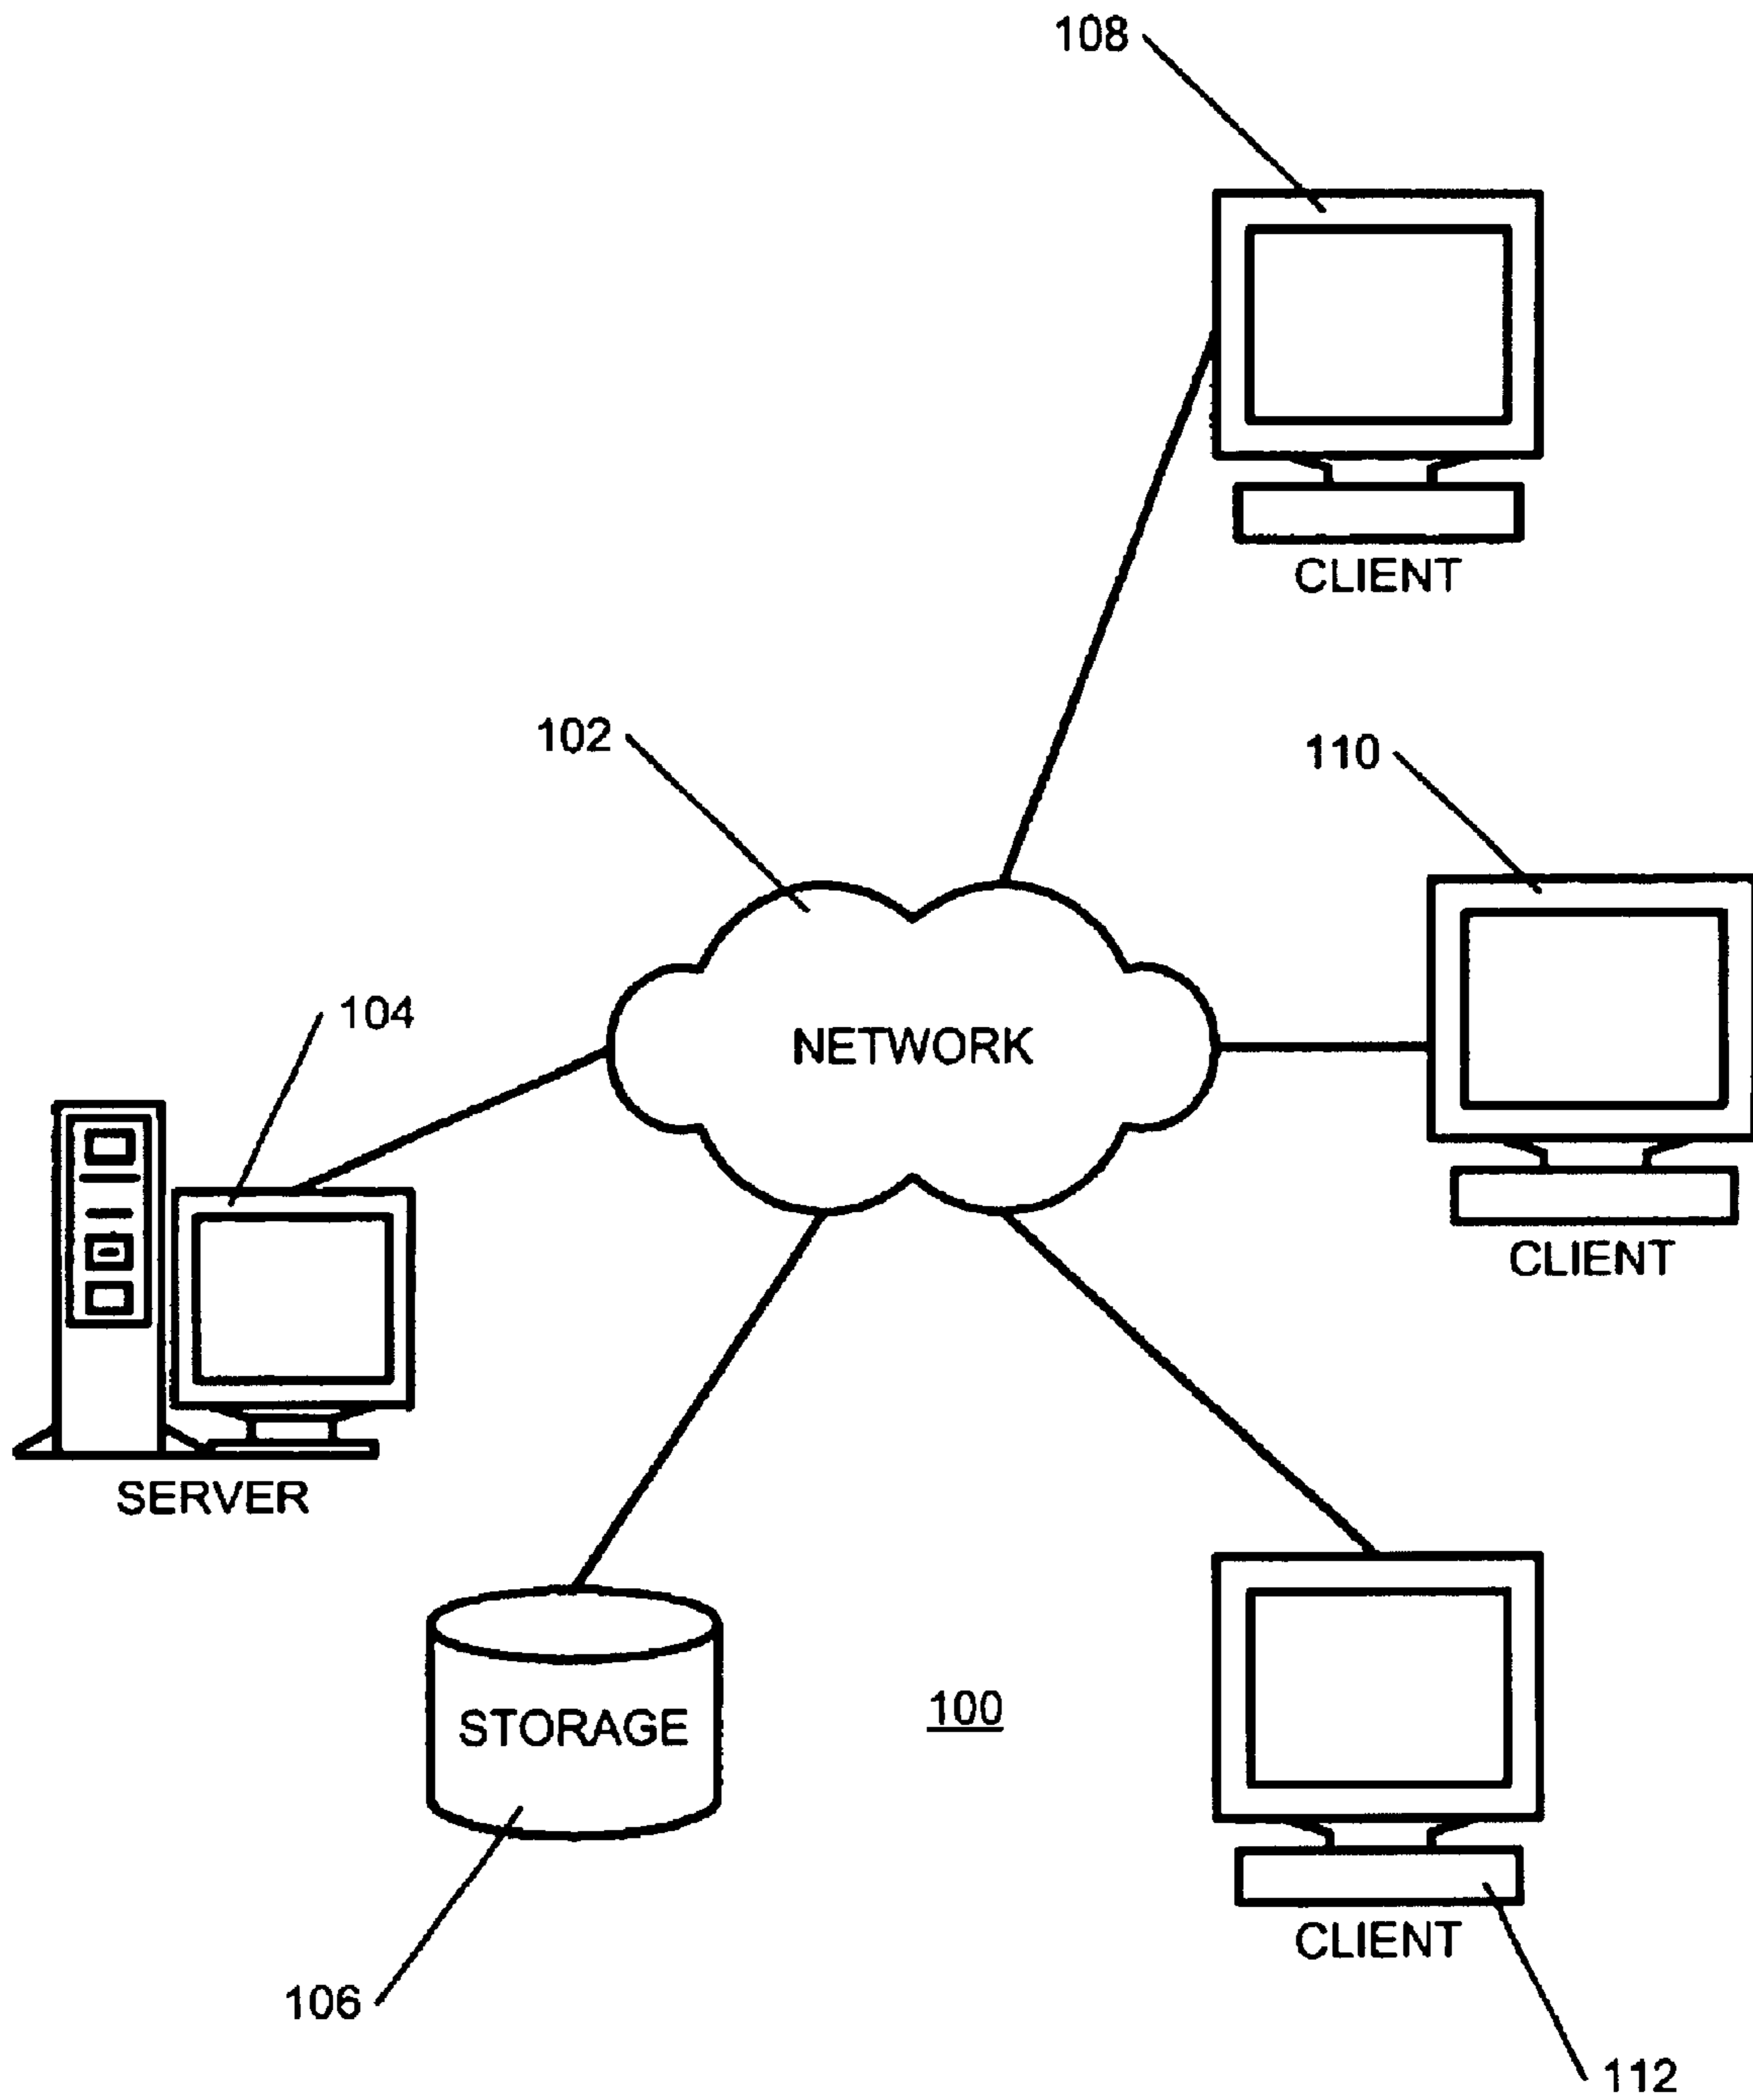 108
CLIENT
102
110
104
NETWORK
CLIENT
SERVER
STORAGE
100
CLIENT
106
112